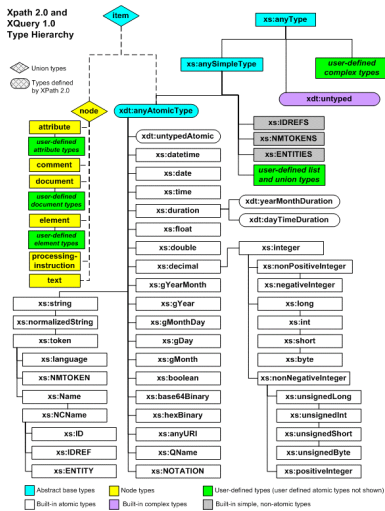 Xpath 2.0 and
XQuery 1.0
Type Hierarchy
Union types
Types defined
by XPath 2.0
item
xs:anyType
xs:anySimpleType
user-defined
complex types
xdt:untyped
node
xdt:anyAtomicType
xs:IDREFS
xs:NMTOKENS
xs:ENTITIES
user-defined list
and union types
attribute
user-defined
attribute types
comment
document
user-defined
document types
element
user-defined
element types
processing-
instruction
text
xdt:untypedAtomic
xs:datetime
xs:date
xs:time
xs:duration
xdt:yearMonthDuration
xdt:dayTimeDuration
xs:float
xs:double
xs:decimal
xs:gYearMonth
xs:gYear
xs:gMonthDay
xs:gDay
xs:gMonth
xs:boolean
xs:base64Binary
xs:hexBinary
xs:anyURI
xs:QName
xs:NOTATION
xs:string
xs:normalizedString
xs:token
xs:language
xs:NMTOKEN
xs:Name
xs:NCName
xs:ID
xs:IDREF
xs:ENTITY
xs:integer
xs:nonPositiveInteger
xs:negativeInteger
xs:long
xs:int
xs:short
xs:byte
xs:nonNegativeInteger
xs:unsignedLong
xs:unsignedInt
xs:unsignedShort
xs:unsignedByte
xs:positiveInteger
Abstract base types
Node types
User-defined types (user defined atomic types not shown)
Built-in atomic types
Built-in complex types
Built-in simple, non-atomic types